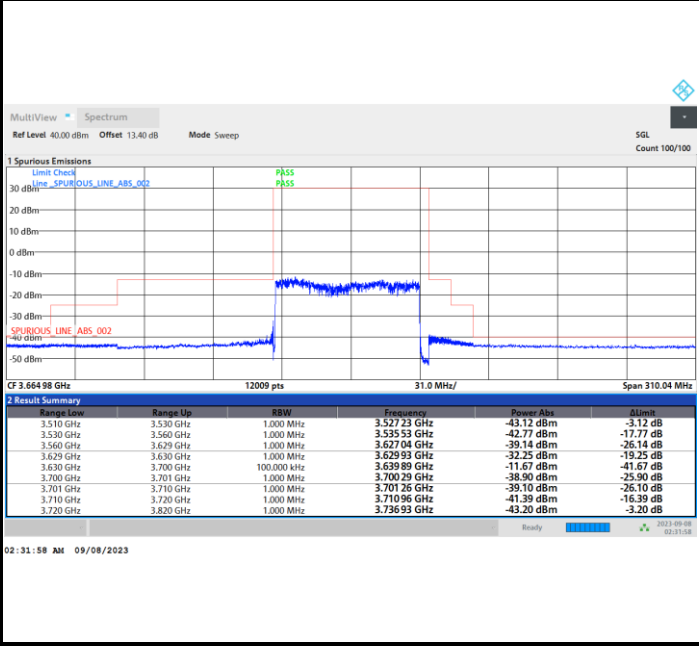 MultiView Spectrum
Ref Level 40.00 dBm Offset 13.40 dB Mode Sweep SGL
Count 100/100
1 Spurious Emissions
Limit Check PASS
Line _SPURIOUS_LINE_ABS_002 PASS
30 dBm
20 dBm
10 dBm
0 dBm
-10 dBm
-20 dBm
-30 dBm
SPURIOUS_LINE_ABS_002
-40 dBm
-50 dBm
CF 3.664 98 GHz 12009 pts 31.0 MHz/ Span 310.04 MHz
2 Result Summary
Range Low Range Up RBW Frequency Power Abs ΔLimit
3.510 GHz 3.530 GHz 1.000 MHz 3.527 23 GHz -43.12 dBm -3.12 dB
3.530 GHz 3.560 GHz 1.000 MHz 3.535 53 GHz -42.77 dBm -17.77 dB
3.560 GHz 3.629 GHz 1.000 MHz 3.627 04 GHz -39.14 dBm -26.14 dB
3.629 GHz 3.630 GHz 1.000 MHz 3.629 93 GHz -32.25 dBm -19.25 dB
3.630 GHz 3.700 GHz 100.000 kHz 3.639 89 GHz -11.67 dBm -41.67 dB
3.700 GHz 3.701 GHz 1.000 MHz 3.700 29 GHz -38.90 dBm -25.90 dB
3.701 GHz 3.710 GHz 1.000 MHz 3.701 26 GHz -39.10 dBm -26.10 dB
3.710 GHz 3.720 GHz 1.000 MHz 3.710 96 GHz -41.39 dBm -16.39 dB
3.720 GHz 3.820 GHz 1.000 MHz 3.736 93 GHz -43.20 dBm -3.20 dB
Ready 2023-09-08
02:31:58
02:31:58 AM 09/08/2023